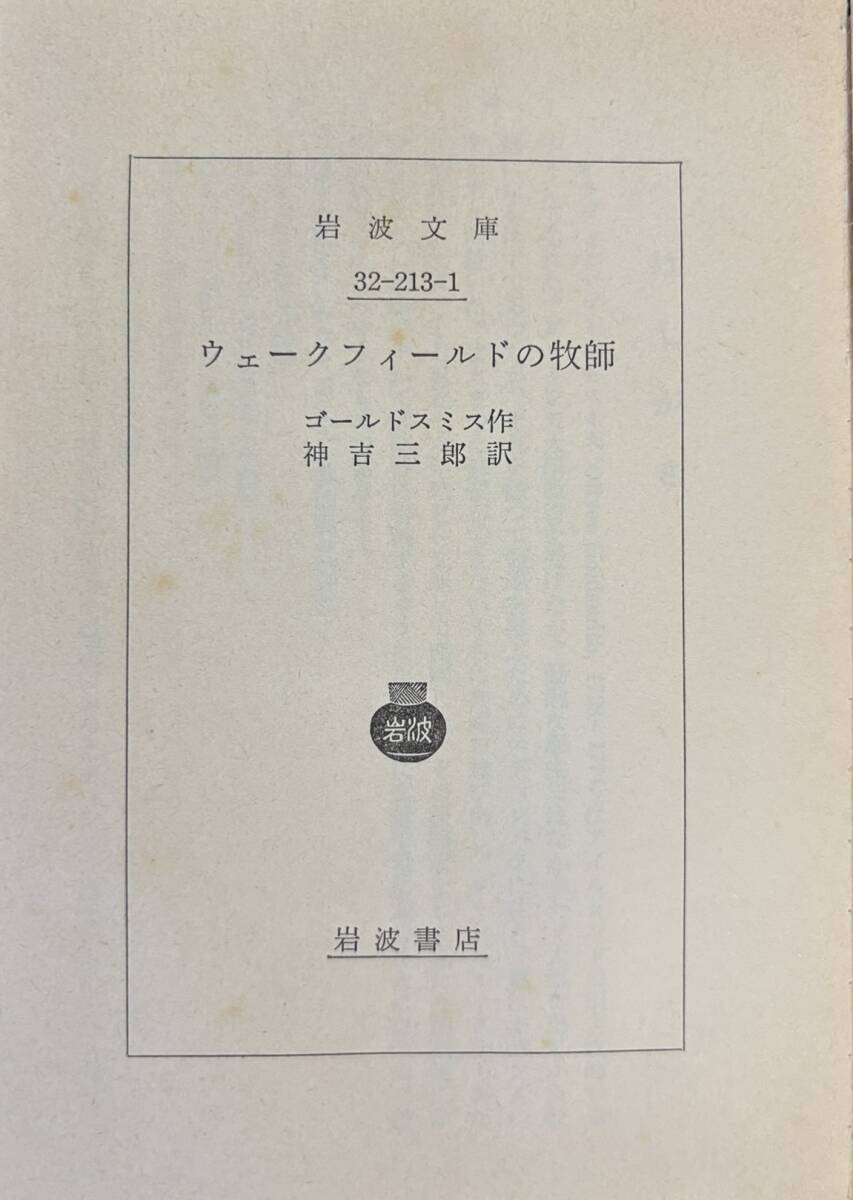 岩波文庫
32-213-1
ウェークフィールドの牧師
ゴールドスミス作
神吉三郎訳
岩波
岩波書店